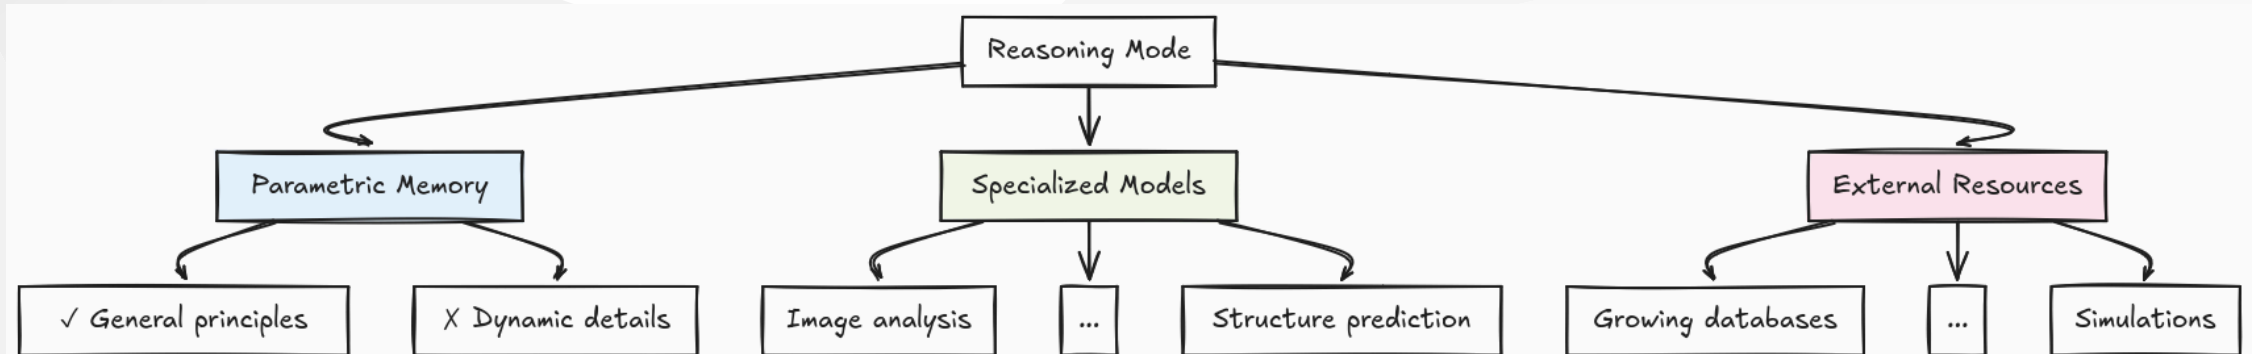 Reasoning Mode
Parametric Memory
Specialized Models
External Resources
✓ General principles
X Dynamic details
Image analysis
...
Structure prediction
Growing databases
...
Simulations